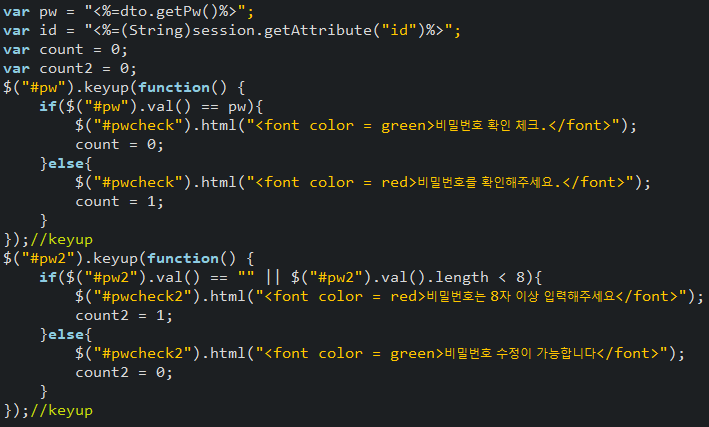 var pw = "<%=dto.getPw()%>";
var id = "<%=(String)session.getAttribute("id")%>";
var count = 0;
var count2 = 0;
$("#pw").keyup(function() {
    if($("#pw").val() == pw){
        $("#pwcheck").html("<font color = green>비밀번호 확인 체크.</font>");
        count = 0;
    }else{
        $("#pwcheck").html("<font color = red>비밀번호를 확인해주세요.</font>");
        count = 1;
    }
});//keyup
$("#pw2").keyup(function() {
    if($("#pw2").val() == "" || $("#pw2").val().length < 8){
        $("#pwcheck2").html("<font color = red>비밀번호는 8자 이상 입력해주세요</font>");
        count2 = 1;
    }else{
        $("#pwcheck2").html("<font color = green>비밀번호 수정이 가능합니다</font>");
        count2 = 0;
    }
});//keyup